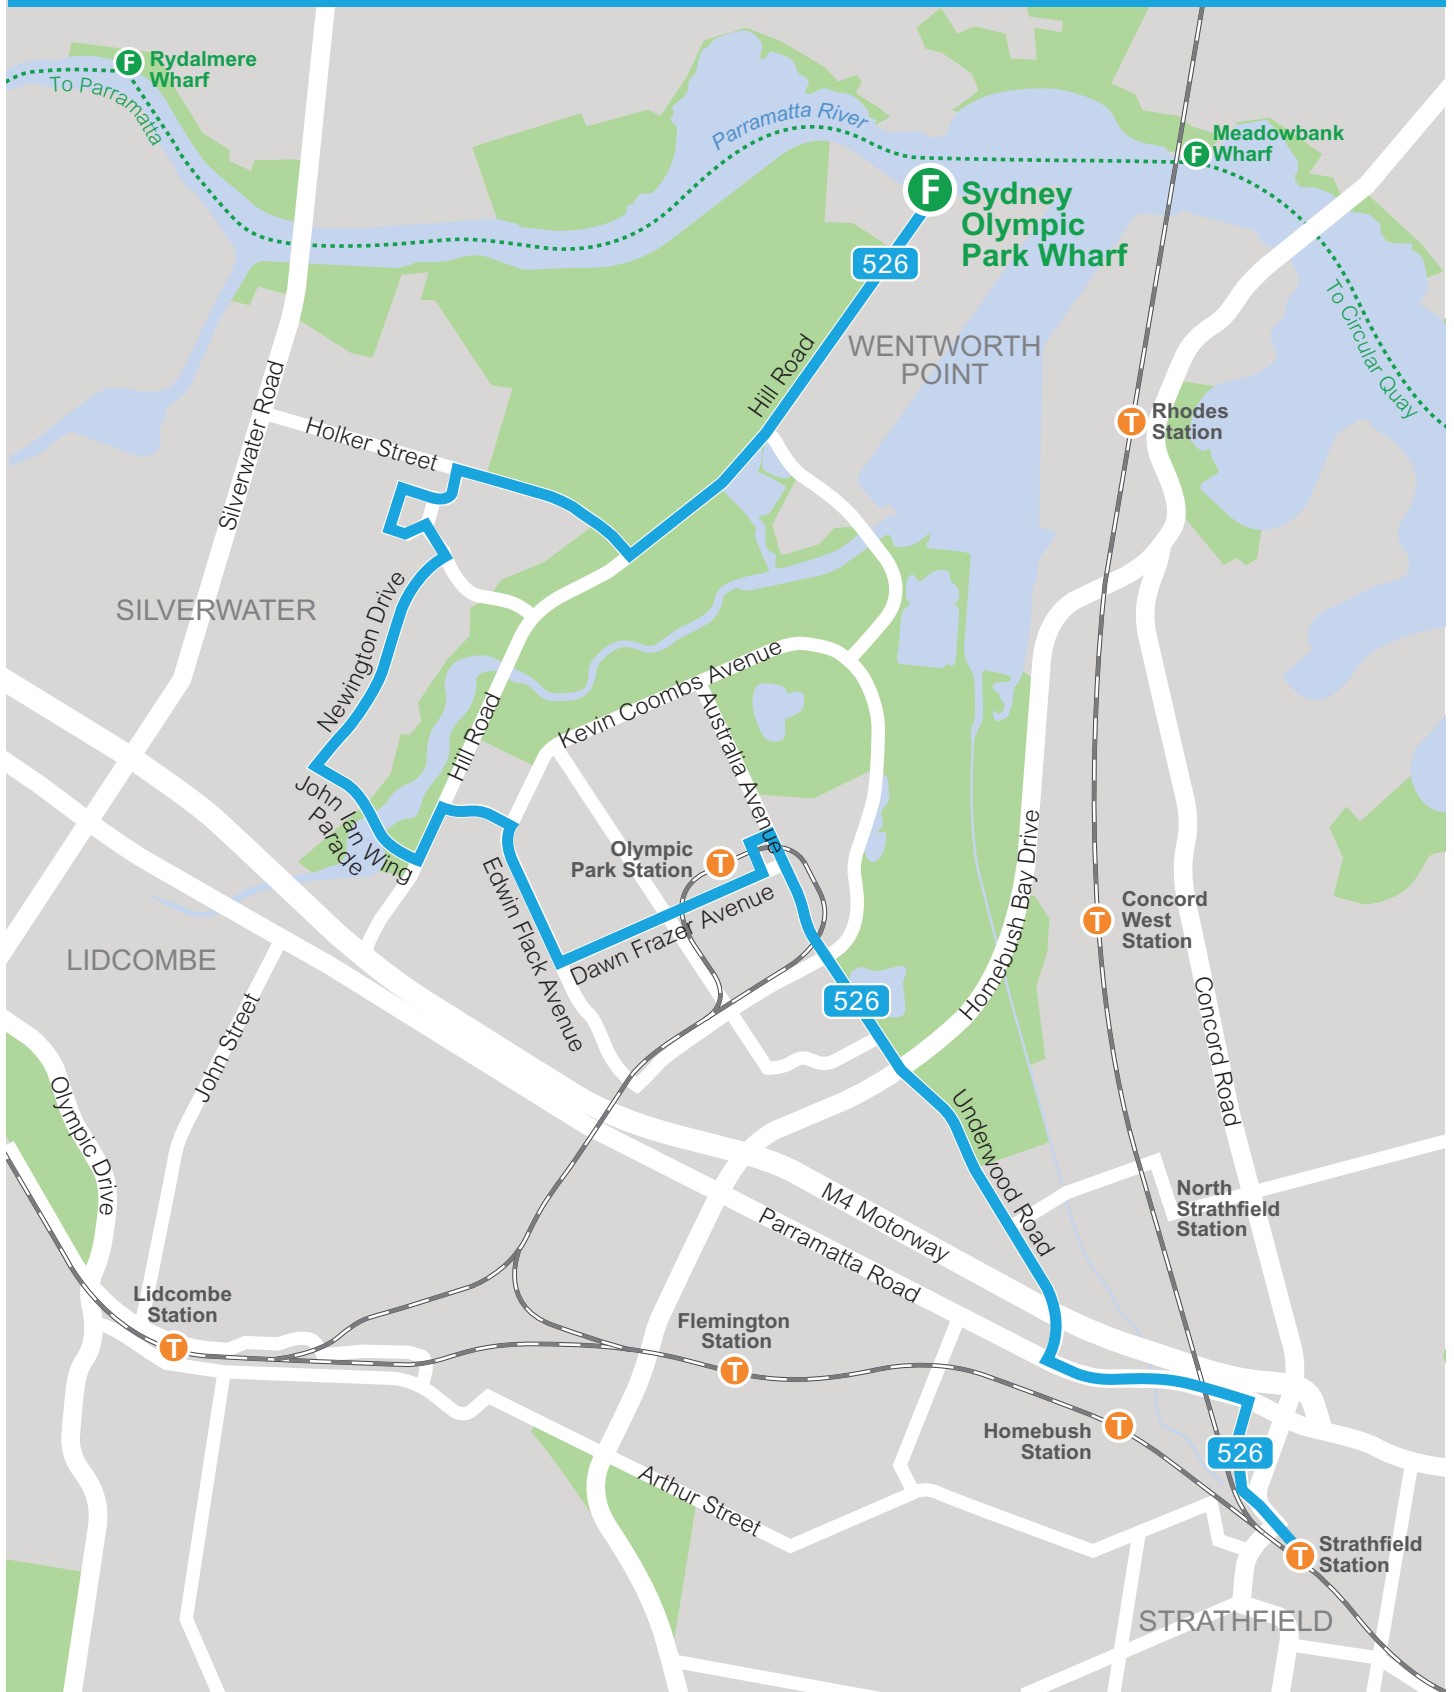 F
Rydalmere
Wharf
To Parramatta
Parramatta River
F
Meadowbank
Wharf
F
Sydney
Olympic
Park Wharf
526
To Circular Quay
WENTWORTH
POINT
Hill Road
T
Rhodes
Station
Silverwater Road
Holker Street
SILVERWATER
Newington Drive
Hill Road
Kevin Coombs Avenue
Australia Avenue
John Ian Wing
Parade
Olympic
Park Station
T
Edwin Flack Avenue
Dawn Frazer Avenue
Homebush Bay Drive
T
Concord
West
Station
LIDCOMBE
526
John Street
Concord Road
Olympic Drive
Underwood Road
M4 Motorway
Parramatta Road
North
Strathfield
Station
Lidcombe
Station
T
Flemington
Station
T
Homebush
Station
T
526
Arthur Street
T
Strathfield
Station
STRATHFIELD